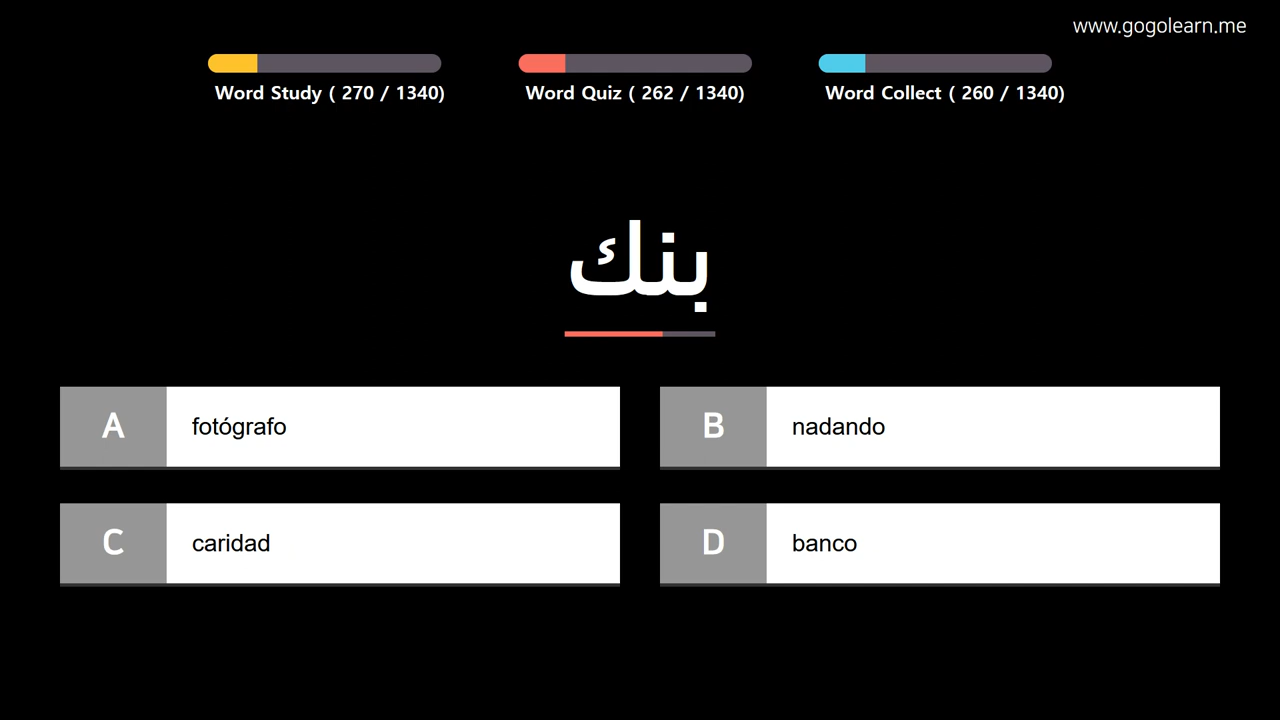 www.gogolearn.me
Word Study ( 270 / 1340)
Word Quiz ( 262 / 1340)
Word Collect ( 260 / 1340)
بنك
A fotógrafo
B nadando
C caridad
D banco